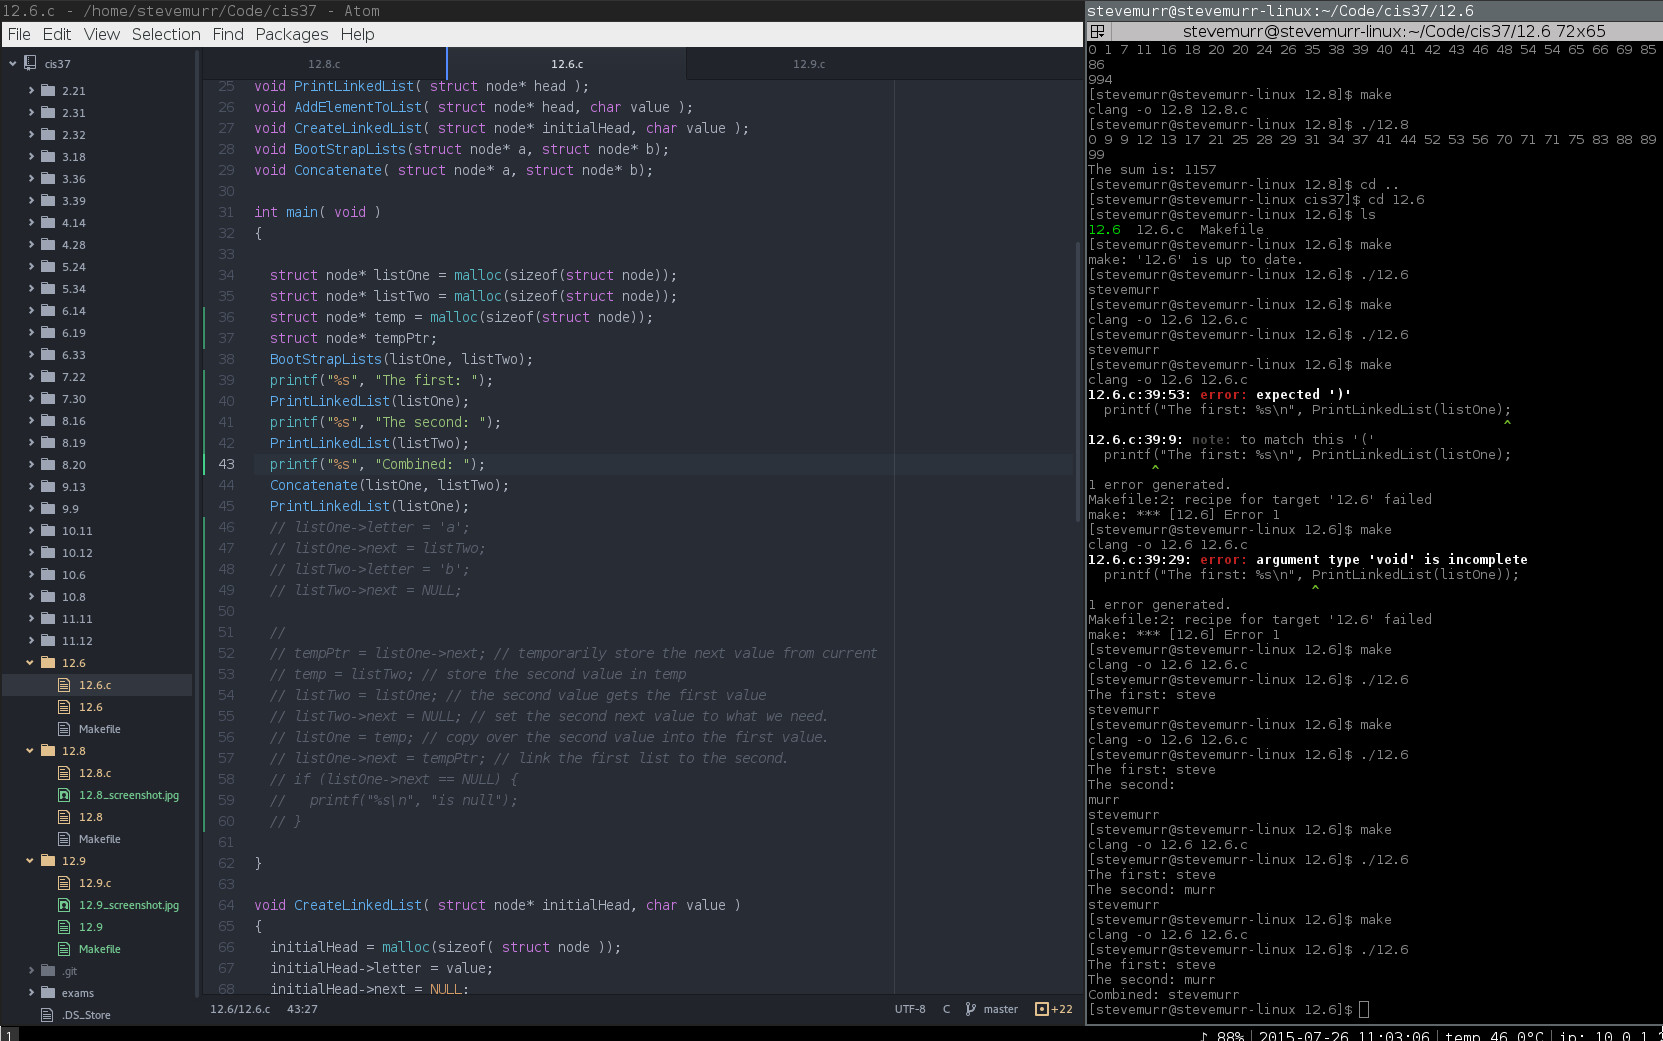 12.6.c - /home/stevemurr/Code/cis37 - Atom
File Edit View Selection Find Packages Help
cis37
2.21
2.31
2.32
3.18
3.36
3.39
4.14
4.28
5.24
5.34
6.14
6.19
6.33
7.22
7.30
8.16
8.19
8.20
9.13
9.9
10.11
10.12
10.6
10.8
11.11
11.12
12.6
12.6.c
12.6
Makefile
12.8
12.8.c
12.8_screenshot.jpg
12.8
Makefile
12.9
12.9.c
12.9_screenshot.jpg
12.9
Makefile
.git
exams
.DS_Store
12.8.c 12.6.c 12.9.c
25 void PrintLinkedList( struct node* head );
26 void AddElementToList( struct node* head, char value );
27 void CreateLinkedList( struct node* initialHead, char value );
28 void BootStrapLists(struct node* a, struct node* b);
29 void Concatenate( struct node* a, struct node* b);
30
31 int main( void )
32 {
33
34 struct node* listOne = malloc(sizeof(struct node));
35 struct node* listTwo = malloc(sizeof(struct node));
36 struct node* temp = malloc(sizeof(struct node));
37 struct node* tempPtr;
38 BootStrapLists(listOne, listTwo);
39 printf("%s", "The first: ");
40 PrintLinkedList(listOne);
41 printf("%s", "The second: ");
42 PrintLinkedList(listTwo);
43 printf("%s", "Combined: ");
44 Concatenate(listOne, listTwo);
45 PrintLinkedList(listOne);
46 // listOne->letter = 'a';
47 // listOne->next = listTwo;
48 // listTwo->letter = 'b';
49 // listTwo->next = NULL;
50
51 //
52 // tempPtr = listOne->next; // temporarily store the next value from current
53 // temp = listTwo; // store the second value in temp
54 // listTwo = listOne; // the second value gets the first value
55 // listTwo->next = NULL; // set the second next value to what we need.
56 // listOne = temp; // copy over the second value into the first value.
57 // listOne->next = tempPtr; // link the first list to the second.
58 // if (listOne->next == NULL) {
59 // printf("%s\n", "is null");
60 // }
61
62 }
63
64 void CreateLinkedList( struct node* initialHead, char value )
65 {
66 initialHead = malloc(sizeof( struct node ));
67 initialHead->letter = value;
68 initialHead->next = NULL;
12.6/12.6.c 43:27 UTF-8 C master +22
stevemurr@stevemurr-linux:~/Code/cis37/12.6
stevemurr@stevemurr-linux:~/Code/cis37/12.6 72x65
0 1 7 11 16 18 20 20 24 26 35 38 40 41 42 43 46 47 48 54 54 65 66 69 85
86
994
[stevemurr@stevemurr-linux 12.8]$ make
clang -o 12.8 12.8.c
[stevemurr@stevemurr-linux 12.8]$ ./12.8
0 9 9 12 13 17 21 25 28 29 31 34 37 41 44 52 53 56 70 71 71 75 83 88 89
99
The sum is: 1157
[stevemurr@stevemurr-linux 12.8]$ cd ..
[stevemurr@stevemurr-linux cis37]$ cd 12.6
[stevemurr@stevemurr-linux 12.6]$ ls
12.6 12.6.c Makefile
[stevemurr@stevemurr-linux 12.6]$ make
make: '12.6' is up to date.
[stevemurr@stevemurr-linux 12.6]$ ./12.6
stevemurr
[stevemurr@stevemurr-linux 12.6]$ make
clang -o 12.6 12.6.c
[stevemurr@stevemurr-linux 12.6]$ ./12.6
stevemurr
[stevemurr@stevemurr-linux 12.6]$ make
clang -o 12.6 12.6.c
12.6.c:39:53: error: expected ')'
printf("The first: %s\n", PrintLinkedList(listOne);
^
12.6.c:39:9: note: to match this '('
printf("The first: %s\n", PrintLinkedList(listOne);
^
1 error generated.
Makefile:2: recipe for target '12.6' failed
make: *** [12.6] Error 1
[stevemurr@stevemurr-linux 12.6]$ make
clang -o 12.6 12.6.c
12.6.c:39:29: error: argument type 'void' is incomplete
printf("The first: %s\n", PrintLinkedList(listOne));
^
1 error generated.
Makefile:2: recipe for target '12.6' failed
make: *** [12.6] Error 1
[stevemurr@stevemurr-linux 12.6]$ make
clang -o 12.6 12.6.c
[stevemurr@stevemurr-linux 12.6]$ ./12.6
The first: steve
stevemurr
[stevemurr@stevemurr-linux 12.6]$ make
clang -o 12.6 12.6.c
[stevemurr@stevemurr-linux 12.6]$ ./12.6
The first: steve
The second:
murr
stevemurr
[stevemurr@stevemurr-linux 12.6]$ make
clang -o 12.6 12.6.c
[stevemurr@stevemurr-linux 12.6]$ ./12.6
The first: steve
The second: murr
stevemurr
[stevemurr@stevemurr-linux 12.6]$ make
clang -o 12.6 12.6.c
[stevemurr@stevemurr-linux 12.6]$ ./12.6
The first: steve
The second: murr
Combined: stevemurr
[stevemurr@stevemurr-linux 12.6]$
1 ♪ 88% | 2015-07-26 11:03:06 | temp 46.0°C | ip: 10.0.1.